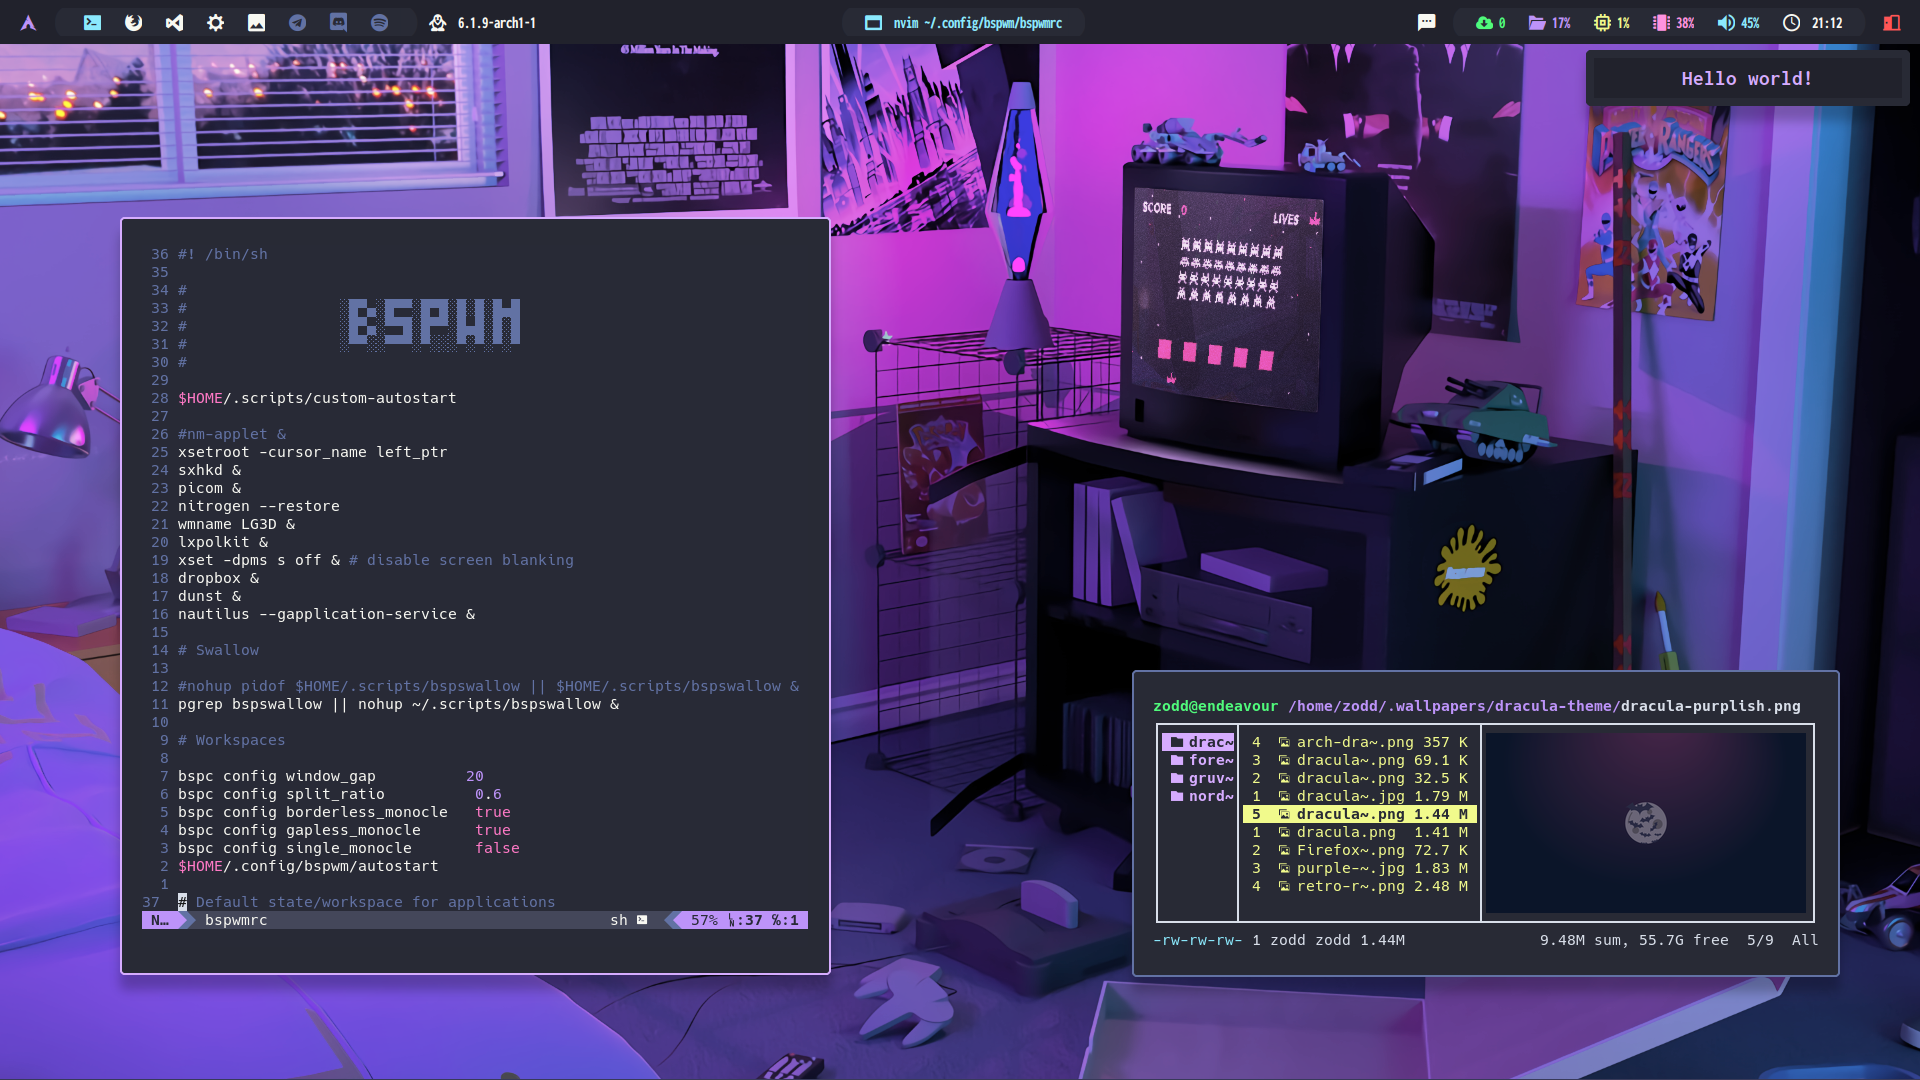 6.1.9-arch1-1
nvim ~/.config/bspwm/bspwmrc
0
17%
1%
38%
45%
21:12
Hello world!
65 Million Years In The Making.
SCORE 0
LIVES
RANGERS
36 #! /bin/sh
35
34 #
33 # BSPWM
32 #
31 #
30 #
29
28 $HOME/.scripts/custom-autostart
27
26 #nm-applet &
25 xsetroot -cursor_name left_ptr
24 sxhkd &
23 picom &
22 nitrogen --restore
21 wmname LG3D &
20 lxpolkit &
19 xset -dpms s off & # disable screen blanking
18 dropbox &
17 dunst &
16 nautilus --gapplication-service &
15
14 # Swallow
13
12 #nohup pidof $HOME/.scripts/bspswallow || $HOME/.scripts/bspswallow &
11 pgrep bspswallow || nohup ~/.scripts/bspswallow &
10
9 # Workspaces
8
7 bspc config window_gap 20
6 bspc config split_ratio 0.6
5 bspc config borderless_monocle true
4 bspc config gapless_monocle true
3 bspc config single_monocle false
2 $HOME/.config/bspwm/autostart
1
37 # Default state/workspace for applications
N… bspwmrc sh 57% :37 %:1
zodd@endeavour /home/zodd/.wallpapers/dracula-theme/dracula-purplish.png
drac~ 4 arch-dra~.png 357 K
fore~ 3 dracula~.png 69.1 K
gruv~ 2 dracula~.png 32.5 K
nord~ 1 dracula~.jpg 1.79 M
5 dracula~.png 1.44 M
1 dracula.png 1.41 M
2 Firefox~.png 72.7 K
3 purple-~.jpg 1.83 M
4 retro-r~.png 2.48 M
-rw-rw-rw- 1 zodd zodd 1.44M 9.48M sum, 55.7G free 5/9 All